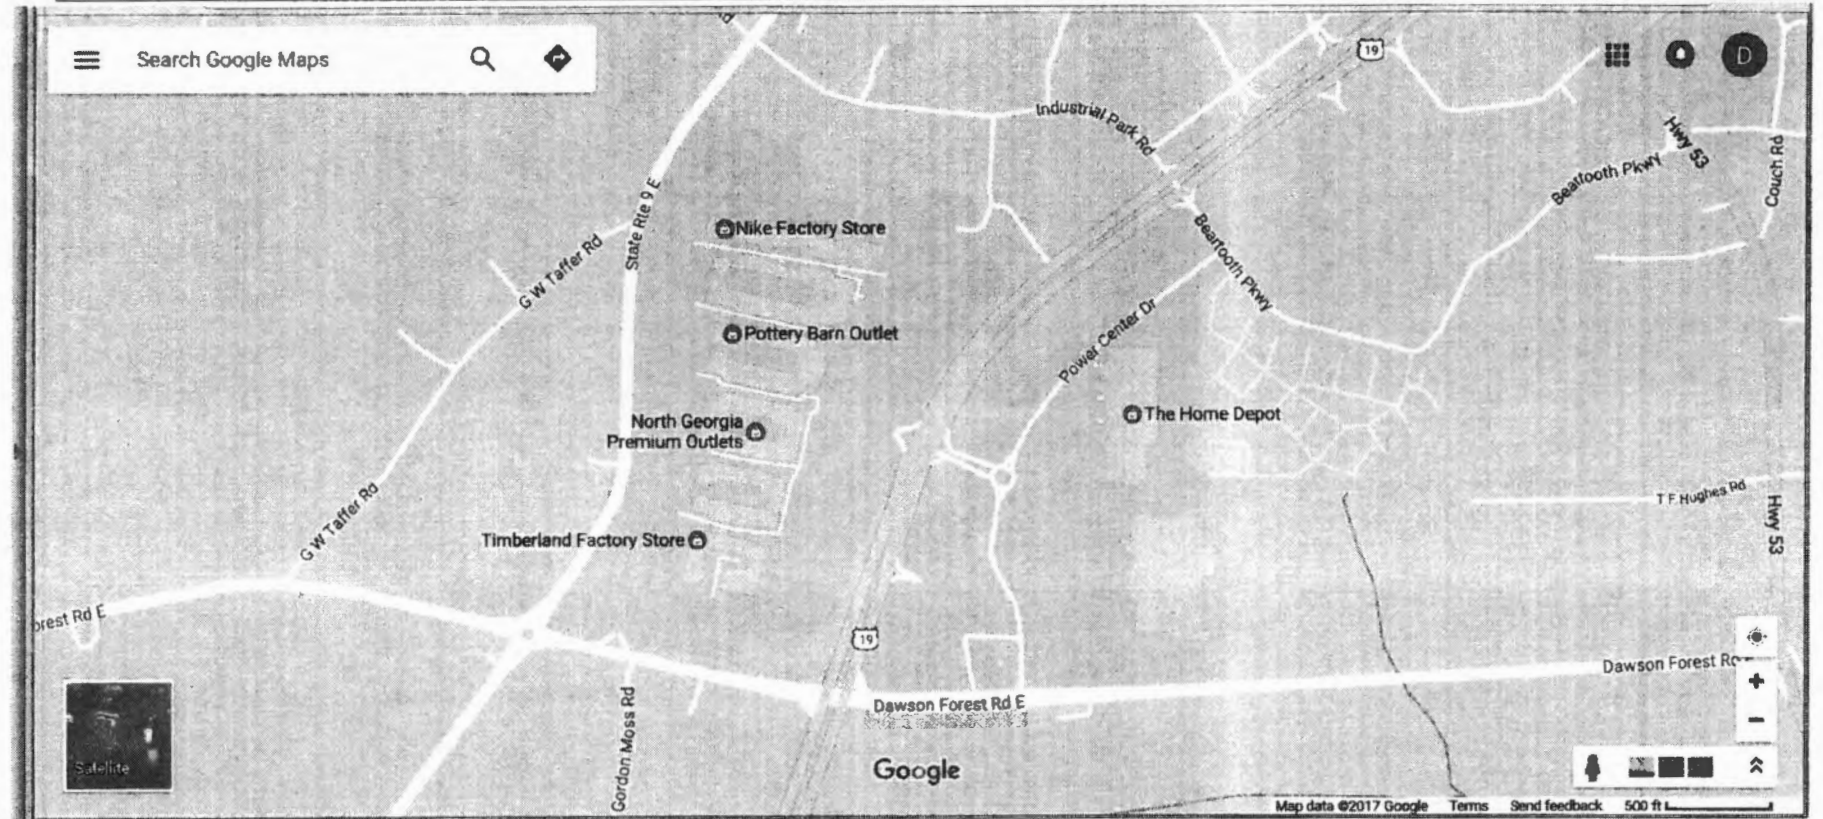 Search Google Maps
19
D
Industrial Park Rd
Hwy 53
Couch Rd
Beartooth Pkwy
State Rte 9 E
Nike Factory Store
G W Taffer Rd
Beartooth Pkwy
Pottery Barn Outlet
Power Center Dr
North Georgia
Premium Outlets
The Home Depot
G W Taffer Rd
T F Hughes Rd
Hwy 53
Timberland Factory Store
orest Rd E
19
Dawson Forest Rd
Dawson Forest Rd E
Gordon Moss Rd
Satellite
Google
Map data ©2017 Google Terms Send feedback 500 ft